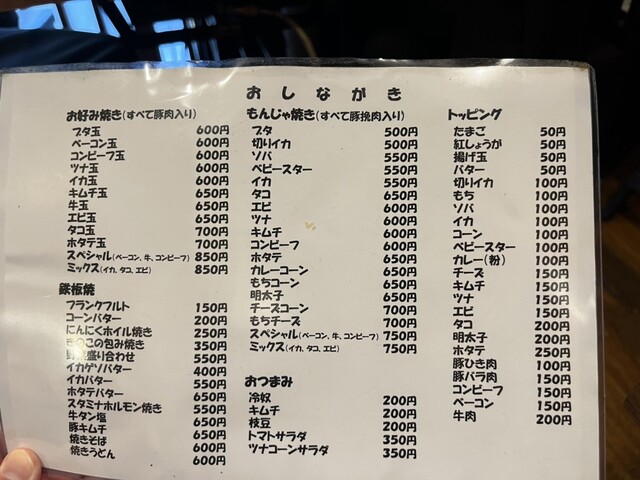 おしながき
お好み焼き(すべて豚肉入り)
ブタ玉 600円
ベーコン玉 600円
コンビーフ玉 600円
ツナ玉 600円
イカ玉 600円
キムチ玉 650円
牛玉 650円
エビ玉 650円
タコ玉 700円
ホタテ玉 700円
スペシャル(ベーコン、牛、コンビーフ) 850円
ミックス(イカ、タコ、エビ) 850円
鉄板焼
フランクフルト 150円
コーンバター 200円
にんにくホイル焼き 250円
きのこの包み焼き 350円
野菜盛り合わせ 550円
イカゲソバター 400円
イカバター 550円
ホタテバター 550円
スタミナホルモン焼き 550円
牛タン塩 650円
豚キムチ 650円
焼きそば 600円
焼きうどん 600円
もんじゃ焼き(すべて豚挽肉入り)
ブタ 500円
切りイカ 500円
ソバ 550円
ベビースター 550円
イカ 550円
タコ 600円
エビ 600円
ツナ 600円
キムチ 600円
コンビーフ 600円
ホタテ 650円
カレーコーン 650円
もちコーン 650円
明太子 650円
チーズコーン 700円
もちチーズ 700円
スペシャル(ベーコン、牛、コンビーフ) 750円
ミックス(イカ、タコ、エビ) 750円
おつまみ
冷奴 200円
キムチ 200円
枝豆 200円
トマトサラダ 350円
ツナコーンサラダ 350円
トッピング
たまご 50円
紅しょうが 50円
揚げ玉 50円
バター 50円
切りイカ 100円
もち 100円
ソバ 100円
イカ 100円
コーン 100円
ベビースター 100円
カレー(粉) 100円
チーズ 150円
キムチ 150円
ツナ 150円
エビ 150円
タコ 200円
明太子 200円
ホタテ 250円
豚ひき肉 100円
豚バラ肉 150円
コンビーフ 150円
ベーコン 150円
牛肉 200円